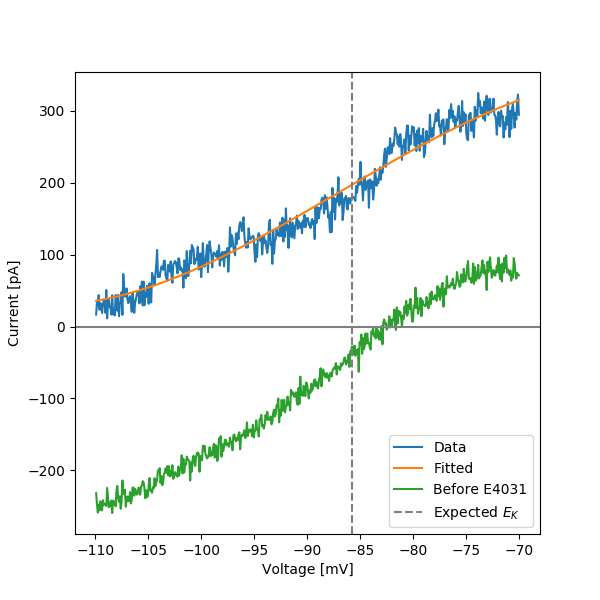 300
200
100
0
−100
−200
Current [pA]
Data
Fitted
Before E4031
Expected E_K
−110 −105 −100 −95 −90 −85 −80 −75 −70
Voltage [mV]